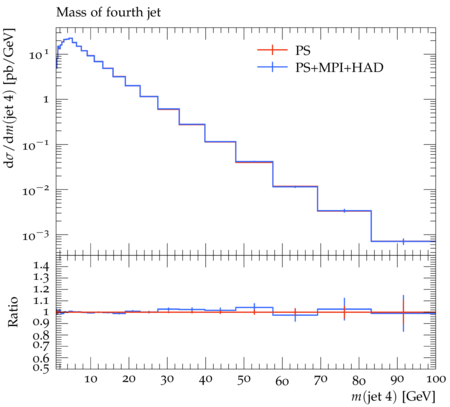 Mass of fourth jet
dσ/dm(jet 4) [pb/GeV]
10^1
1
10^−1
10^−2
10^−3
PS
PS+MPI+HAD
Ratio
1.4
1.3
1.2
1.1
1.0
0.9
0.8
0.7
0.6
0.5
10 20 30 40 50 60 70 80 90 100
m(jet 4) [GeV]